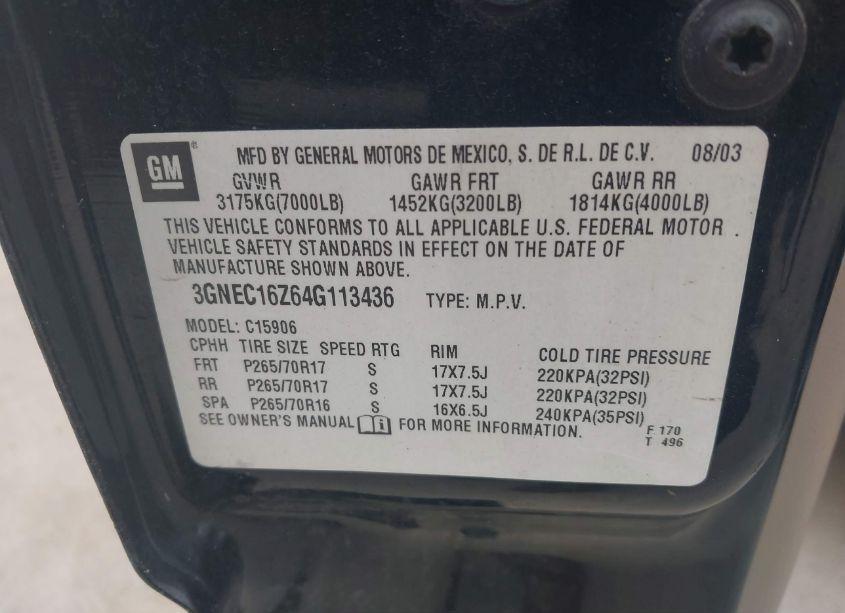 GM ® MFD BY GENERAL MOTORS DE MEXICO, S. DE R.L. DE C.V. 08/03
GVWR GAWR FRT GAWR RR
3175KG(7000LB) 1452KG(3200LB) 1814KG(4000LB)
THIS VEHICLE CONFORMS TO ALL APPLICABLE U.S. FEDERAL MOTOR
VEHICLE SAFETY STANDARDS IN EFFECT ON THE DATE OF
MANUFACTURE SHOWN ABOVE.
3GNEC16Z64G113436 TYPE: M.P.V.
MODEL: C15906
CPHH TIRE SIZE SPEED RTG RIM COLD TIRE PRESSURE
FRT P265/70R17 S 17X7.5J 220KPA(32PSI)
RR P265/70R17 S 17X7.5J 220KPA(32PSI)
SPA P265/70R16 S 16X6.5J 240KPA(35PSI)
SEE OWNER'S MANUAL FOR MORE INFORMATION.
F 170
T 496